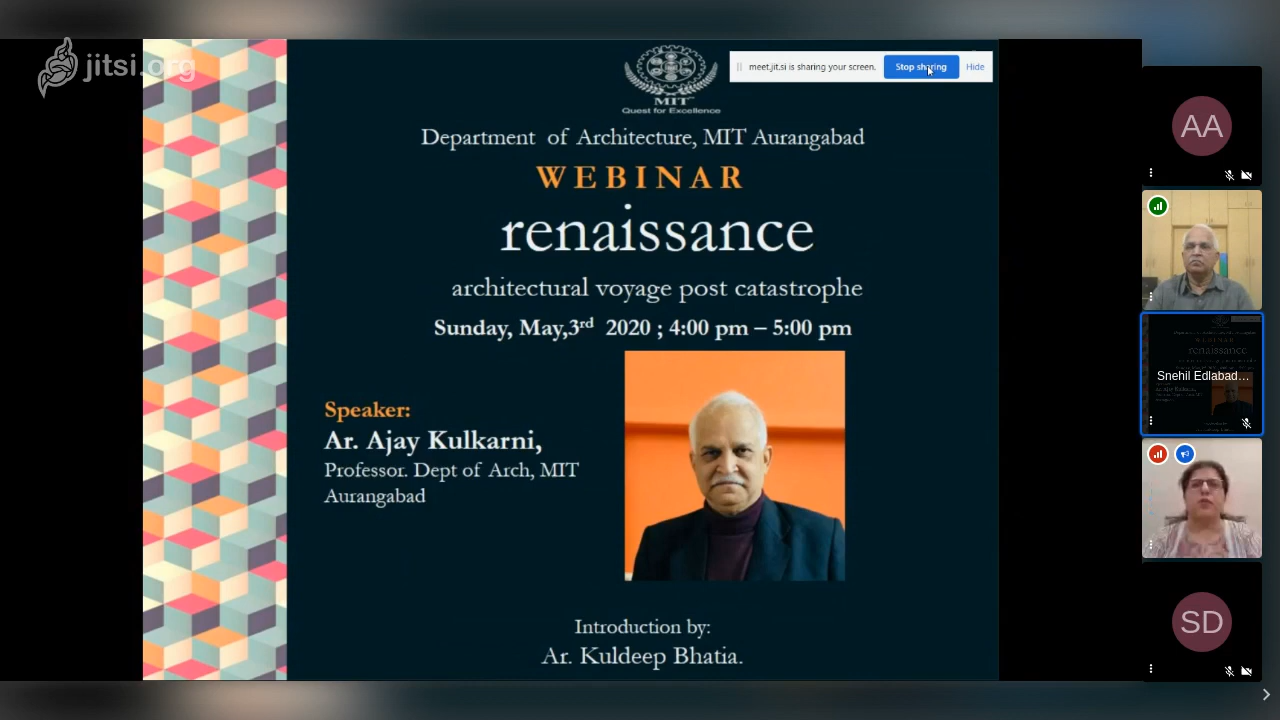 jitsi.org
MIT
Quest for Excellence
meet.jit.si is sharing your screen. Stop sharing Hide
Department of Architecture, MIT Aurangabad
WEBINAR
renaissance
architectural voyage post catastrophe
Sunday, May,3rd 2020 ; 4:00 pm – 5:00 pm
Speaker:
Ar. Ajay Kulkarni,
Professor. Dept of Arch, MIT
Aurangabad
Introduction by:
Ar. Kuldeep Bhatia.
AA
Snehil Edlabad...
SD